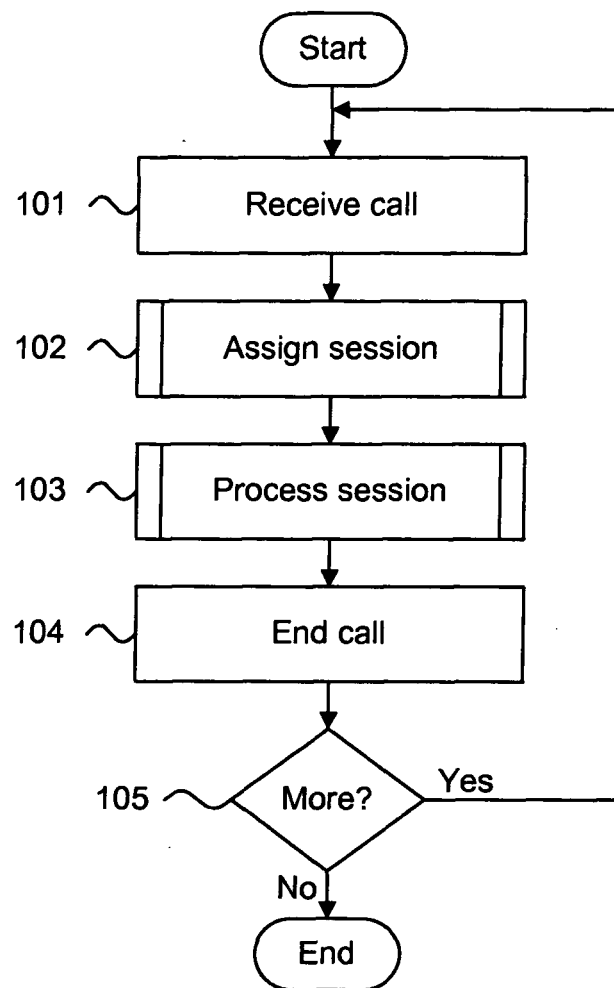 Start
101 Receive call
102 Assign session
103 Process session
104 End call
105 More? Yes
No
End